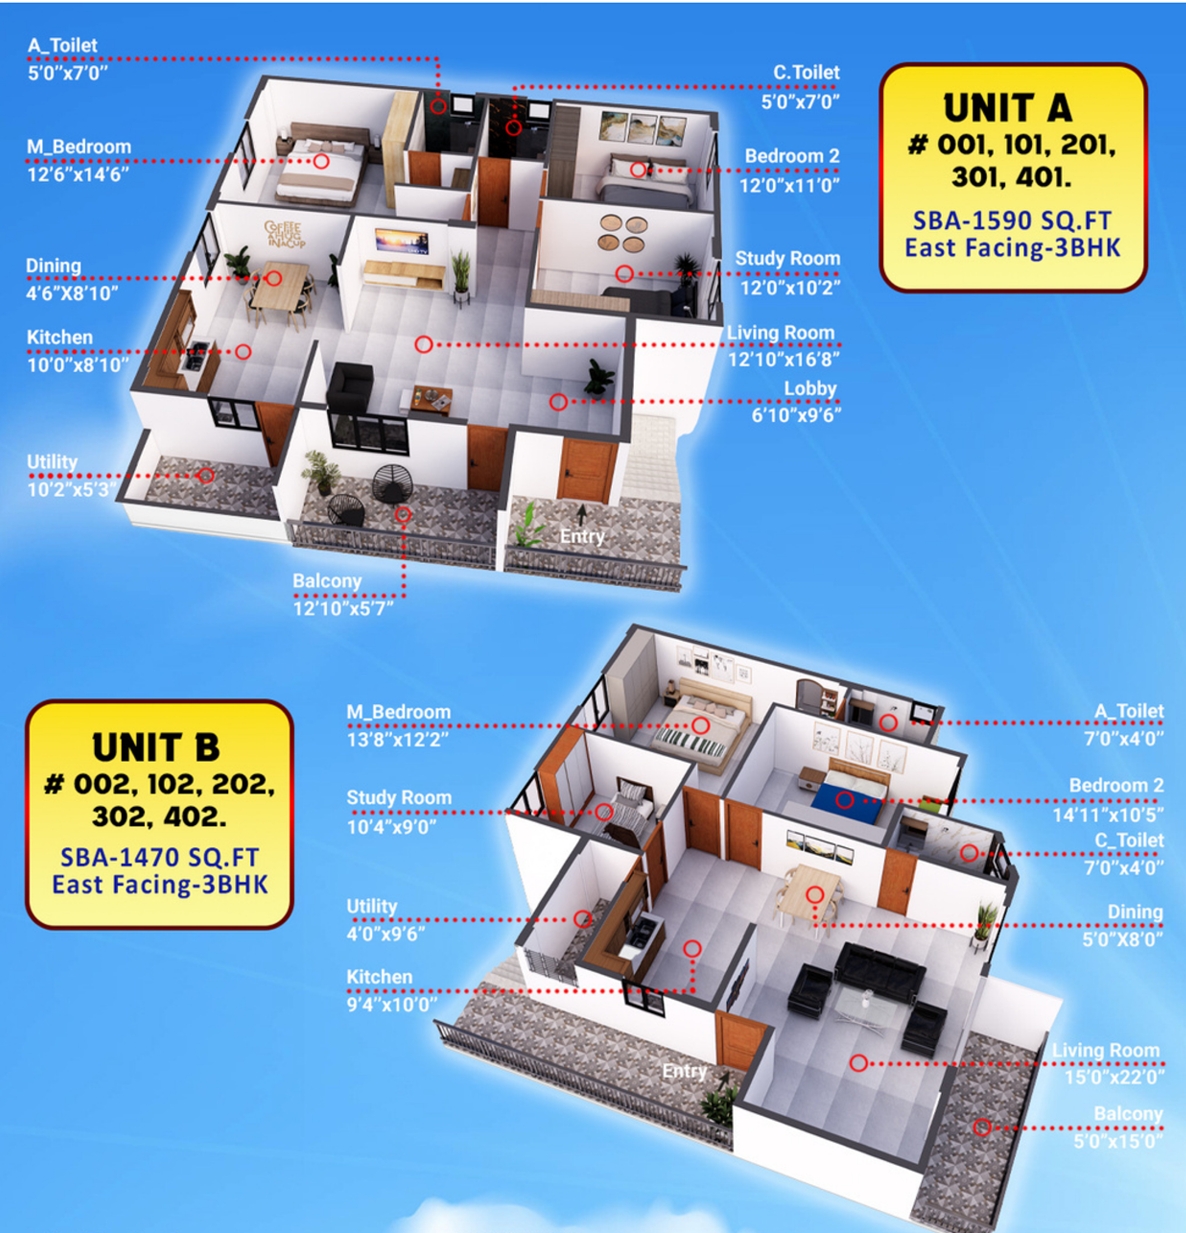 A_Toilet
5'0"x7'0"
C.Toilet
5'0"x7'0"
UNIT A
# 001, 101, 201,
301, 401.
SBA-1590 SQ.FT
East Facing-3BHK
M_Bedroom
12'6"x14'6"
Bedroom 2
12'0"x11'0"
COFFEE
A HUG
IN A CUP
Dining
4'6"X8'10"
Study Room
12'0"x10'2"
Kitchen
10'0"x8'10"
Living Room
12'10"x16'8"
Lobby
6'10"x9'6"
Utility
10'2"x5'3"
Entry
Balcony
12'10"x5'7"
UNIT B
# 002, 102, 202,
302, 402.
SBA-1470 SQ.FT
East Facing-3BHK
M_Bedroom
13'8"x12'2"
A_Toilet
7'0"x4'0"
Study Room
10'4"x9'0"
Bedroom 2
14'11"x10'5"
C_Toilet
7'0"x4'0"
Utility
4'0"x9'6"
Dining
5'0"X8'0"
Kitchen
9'4"x10'0"
Entry
Living Room
15'0"x22'0"
Balcony
5'0"x15'0"